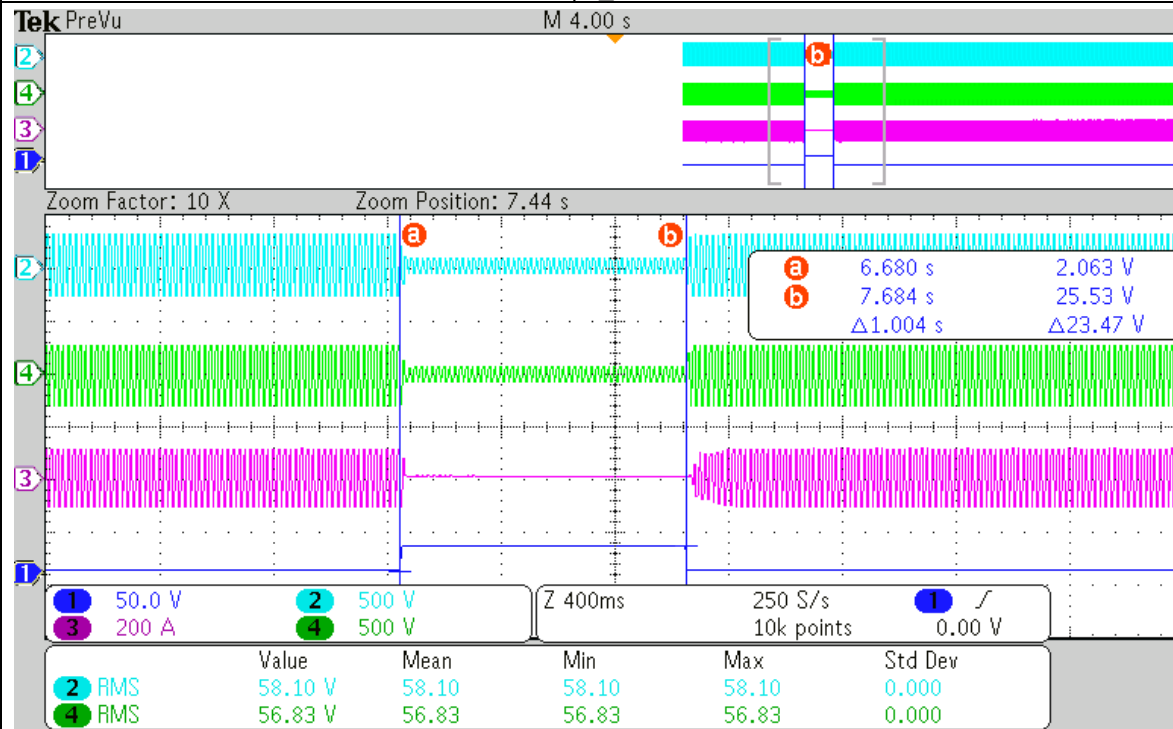 Tek PreVu M 4.00 s
2
b
4
3
1
Zoom Factor: 10 X Zoom Position: 7.44 s
a b
2
a 6.680 s 2.063 V
b 7.684 s 25.53 V
Δ1.004 s Δ23.47 V
4
3
1
1 50.0 V 2 500 V Z 400ms 250 S/s 1
3 200 A 4 500 V 10k points 0.00 V
Value Mean Min Max Std Dev
2 RMS 58.10 V 58.10 58.10 58.10 0.000
4 RMS 56.83 V 56.83 56.83 56.83 0.000